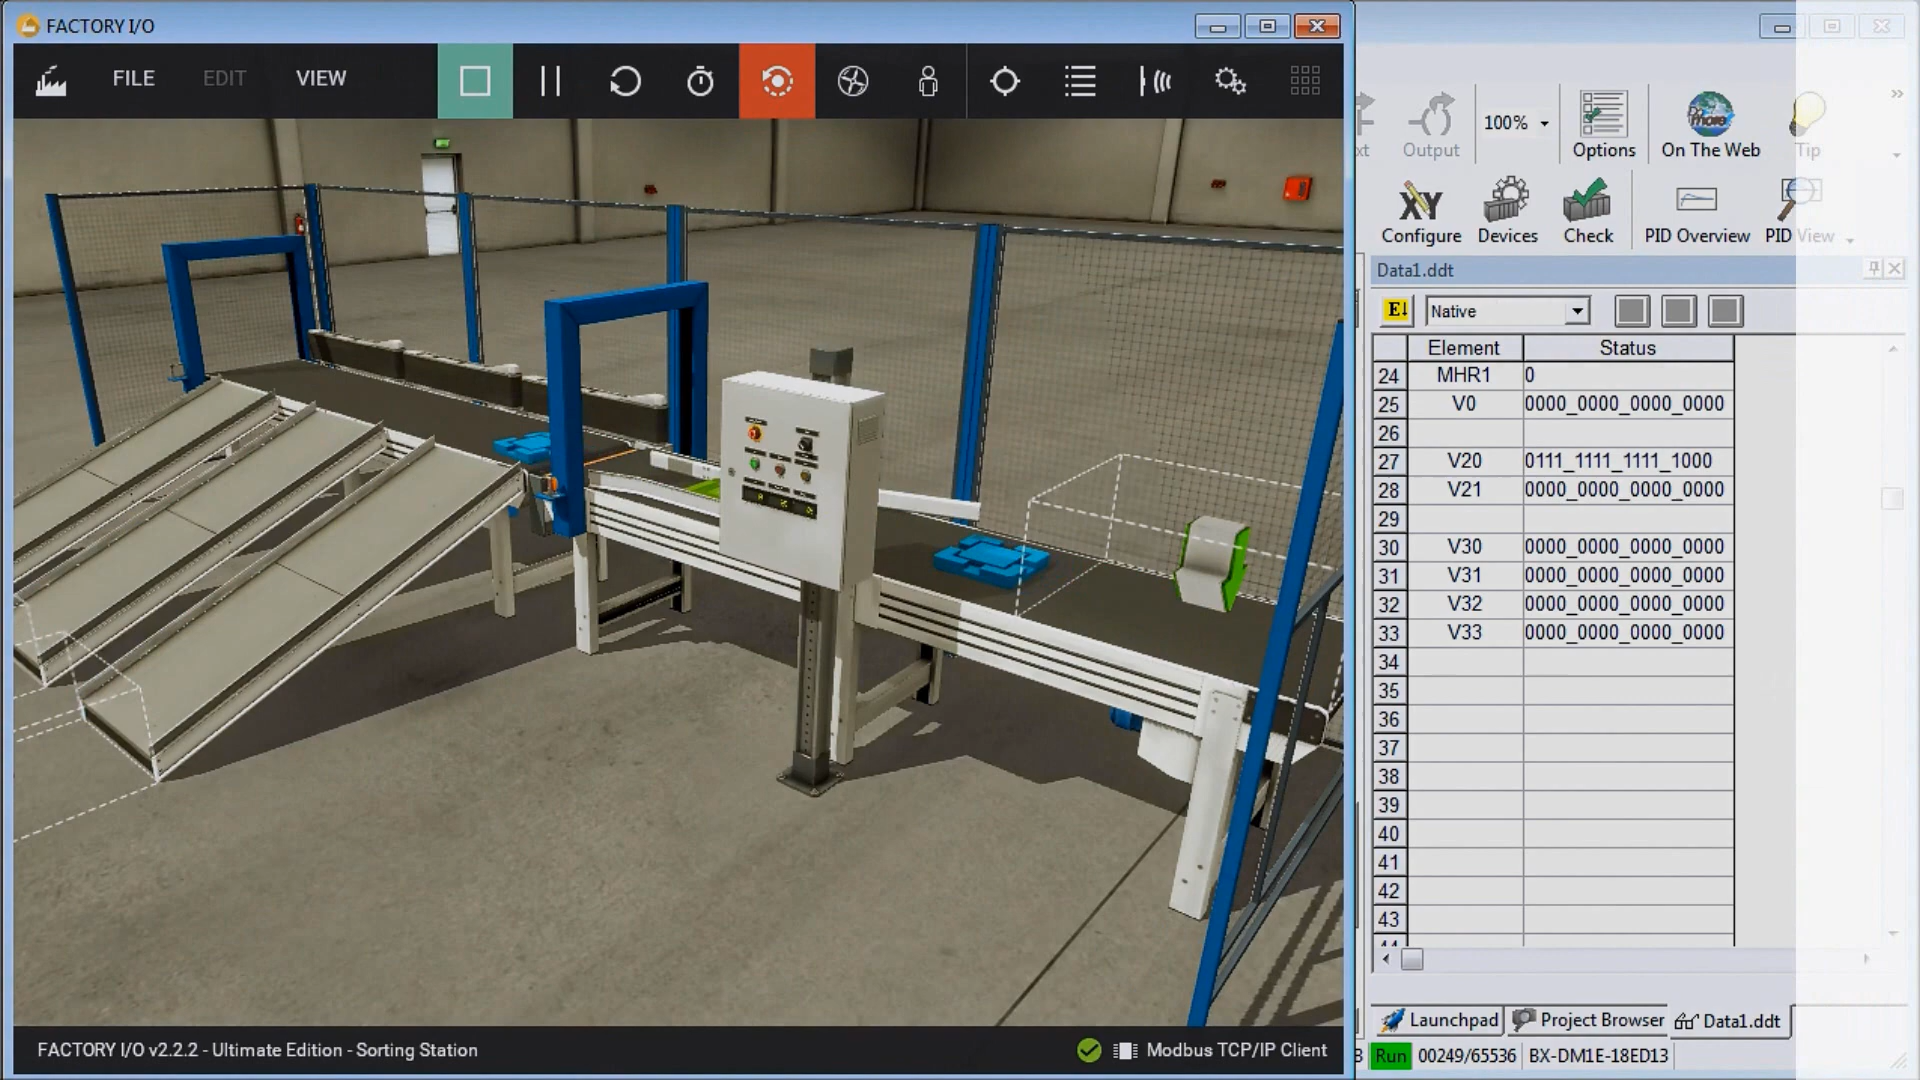 FACTORY I/O
FILE EDIT VIEW
100%
Output Options On The Web Tip
Configure Devices Check PID Overview PID View
Data1.ddt
Native
Element Status
24 MHR1 0
25 V0 0000_0000_0000_0000
26
27 V20 0111_1111_1111_1000
28 V21 0000_0000_0000_0000
29
30 V30 0000_0000_0000_0000
31 V31 0000_0000_0000_0000
32 V32 0000_0000_0000_0000
33 V33 0000_0000_0000_0000
34
35
36
37
38
39
40
41
42
43
Launchpad Project Browser Data1.ddt
FACTORY I/O v2.2.2 - Ultimate Edition - Sorting Station Modbus TCP/IP Client
Run 00249/65536 BX-DM1E-18ED13